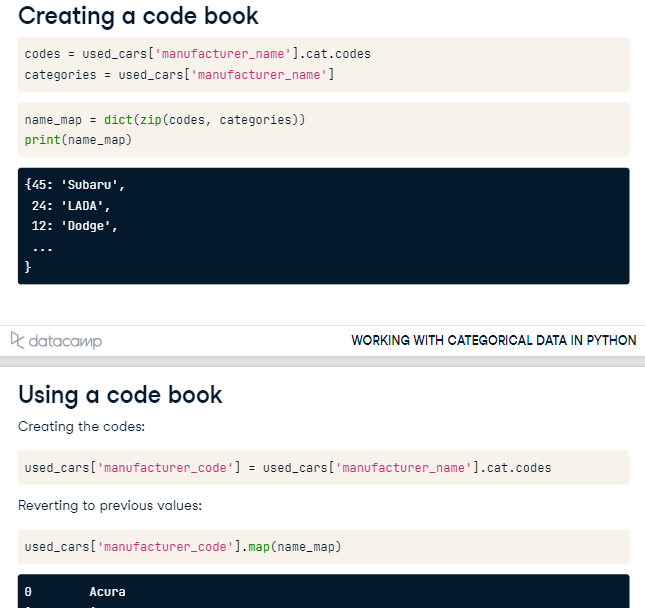 Creating a code book
codes = used_cars['manufacturer_name'].cat.codes
categories = used_cars['manufacturer_name']
name_map = dict(zip(codes, categories))
print(name_map)
{45: 'Subaru',
 24: 'LADA',
 12: 'Dodge',
 ...
}
datacamp
WORKING WITH CATEGORICAL DATA IN PYTHON
Using a code book
Creating the codes:
used_cars['manufacturer_code'] = used_cars['manufacturer_name'].cat.codes
Reverting to previous values:
used_cars['manufacturer_code'].map(name_map)
0        Acura